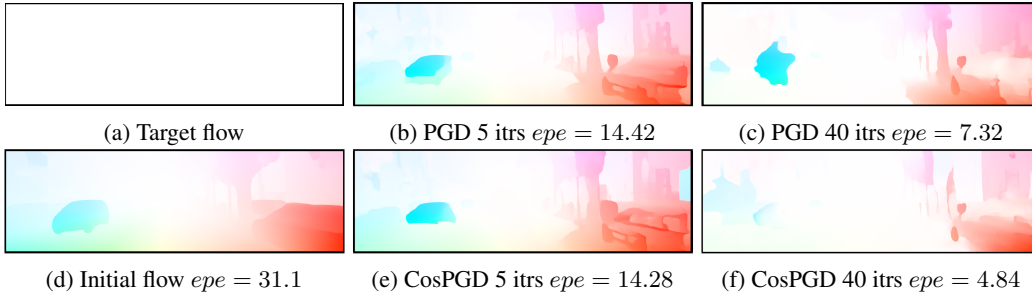 (a) Target flow
(b) PGD 5 itrs epe = 14.42
(c) PGD 40 itrs epe = 7.32
(d) Initial flow epe = 31.1
(e) CosPGD 5 itrs epe = 14.28
(f) CosPGD 40 itrs epe = 4.84